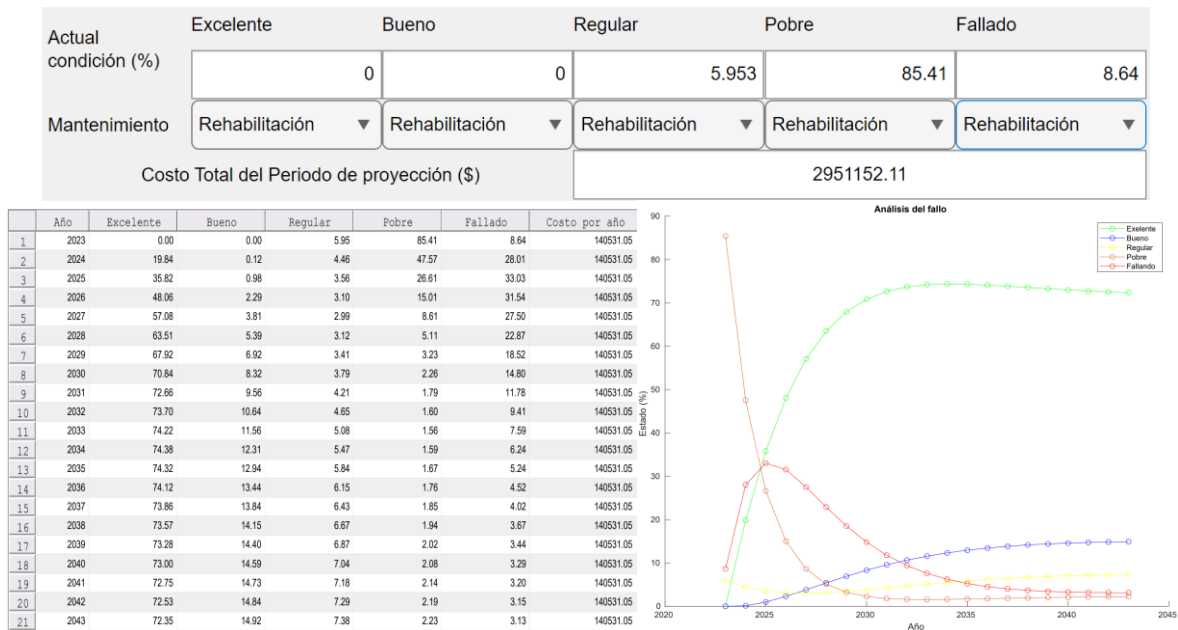 Actual condición (%) Excelente Bueno Regular Pobre Fallado
0 0 5.953 85.41 8.64
Mantenimiento Rehabilitación Rehabilitación Rehabilitación Rehabilitación Rehabilitación
Costo Total del Periodo de proyección ($) 2951152.11
Año Excelente Bueno Regular Pobre Fallado Costo por año
1 2023 0.00 0.00 5.95 85.41 8.64 140531.05
2 2024 19.84 0.12 4.46 47.57 28.01 140531.05
3 2025 35.82 0.98 3.56 26.61 33.03 140531.05
4 2026 48.06 2.29 3.10 15.01 31.54 140531.05
5 2027 57.08 3.81 2.99 8.61 27.50 140531.05
6 2028 63.51 5.39 3.12 5.11 22.87 140531.05
7 2029 67.92 6.92 3.41 3.23 18.52 140531.05
8 2030 70.84 8.32 3.79 2.26 14.80 140531.05
9 2031 72.66 9.56 4.21 1.79 11.78 140531.05
10 2032 73.70 10.64 4.65 1.60 9.41 140531.05
11 2033 74.22 11.56 5.08 1.56 7.59 140531.05
12 2034 74.38 12.31 5.47 1.59 6.24 140531.05
13 2035 74.32 12.94 5.84 1.67 5.24 140531.05
14 2036 74.12 13.44 6.15 1.76 4.52 140531.05
15 2037 73.86 13.84 6.43 1.85 4.02 140531.05
16 2038 73.57 14.15 6.67 1.94 3.67 140531.05
17 2039 73.28 14.40 6.87 2.02 3.44 140531.05
18 2040 73.00 14.59 7.04 2.08 3.29 140531.05
19 2041 72.75 14.73 7.18 2.14 3.20 140531.05
20 2042 72.53 14.84 7.29 2.19 3.15 140531.05
21 2043 72.35 14.92 7.38 2.23 3.13 140531.05
Análisis del fallo
Exelente
Bueno
Regular
Pobre
Fallando
Estado (%)
90
80
70
60
50
40
30
20
10
0
2020 2025 2030 2035 2040 2045
Año